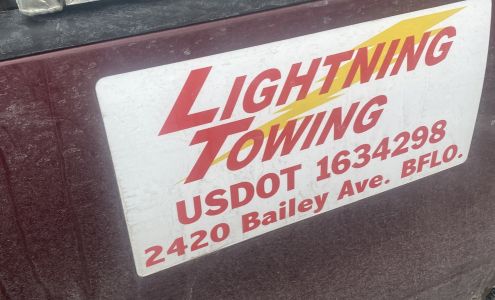 LIGHTNING
TOWING
USDOT 1634298
2420 Bailey Ave. BFLO.